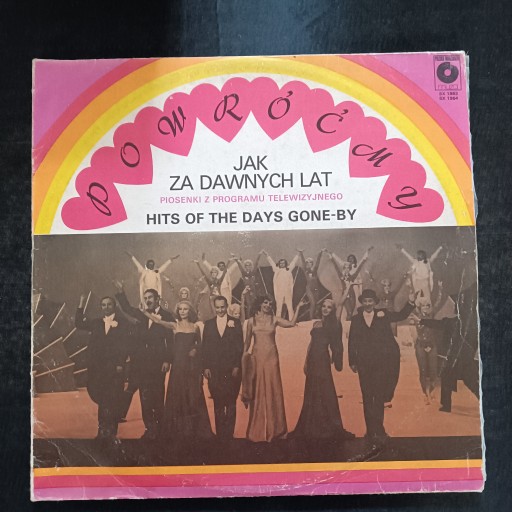 POWRÓĆMY
JAK
ZA DAWNYCH LAT
PIOSENKI Z PROGRAMU TELEWIZYJNEGO
HITS OF THE DAYS GONE-BY